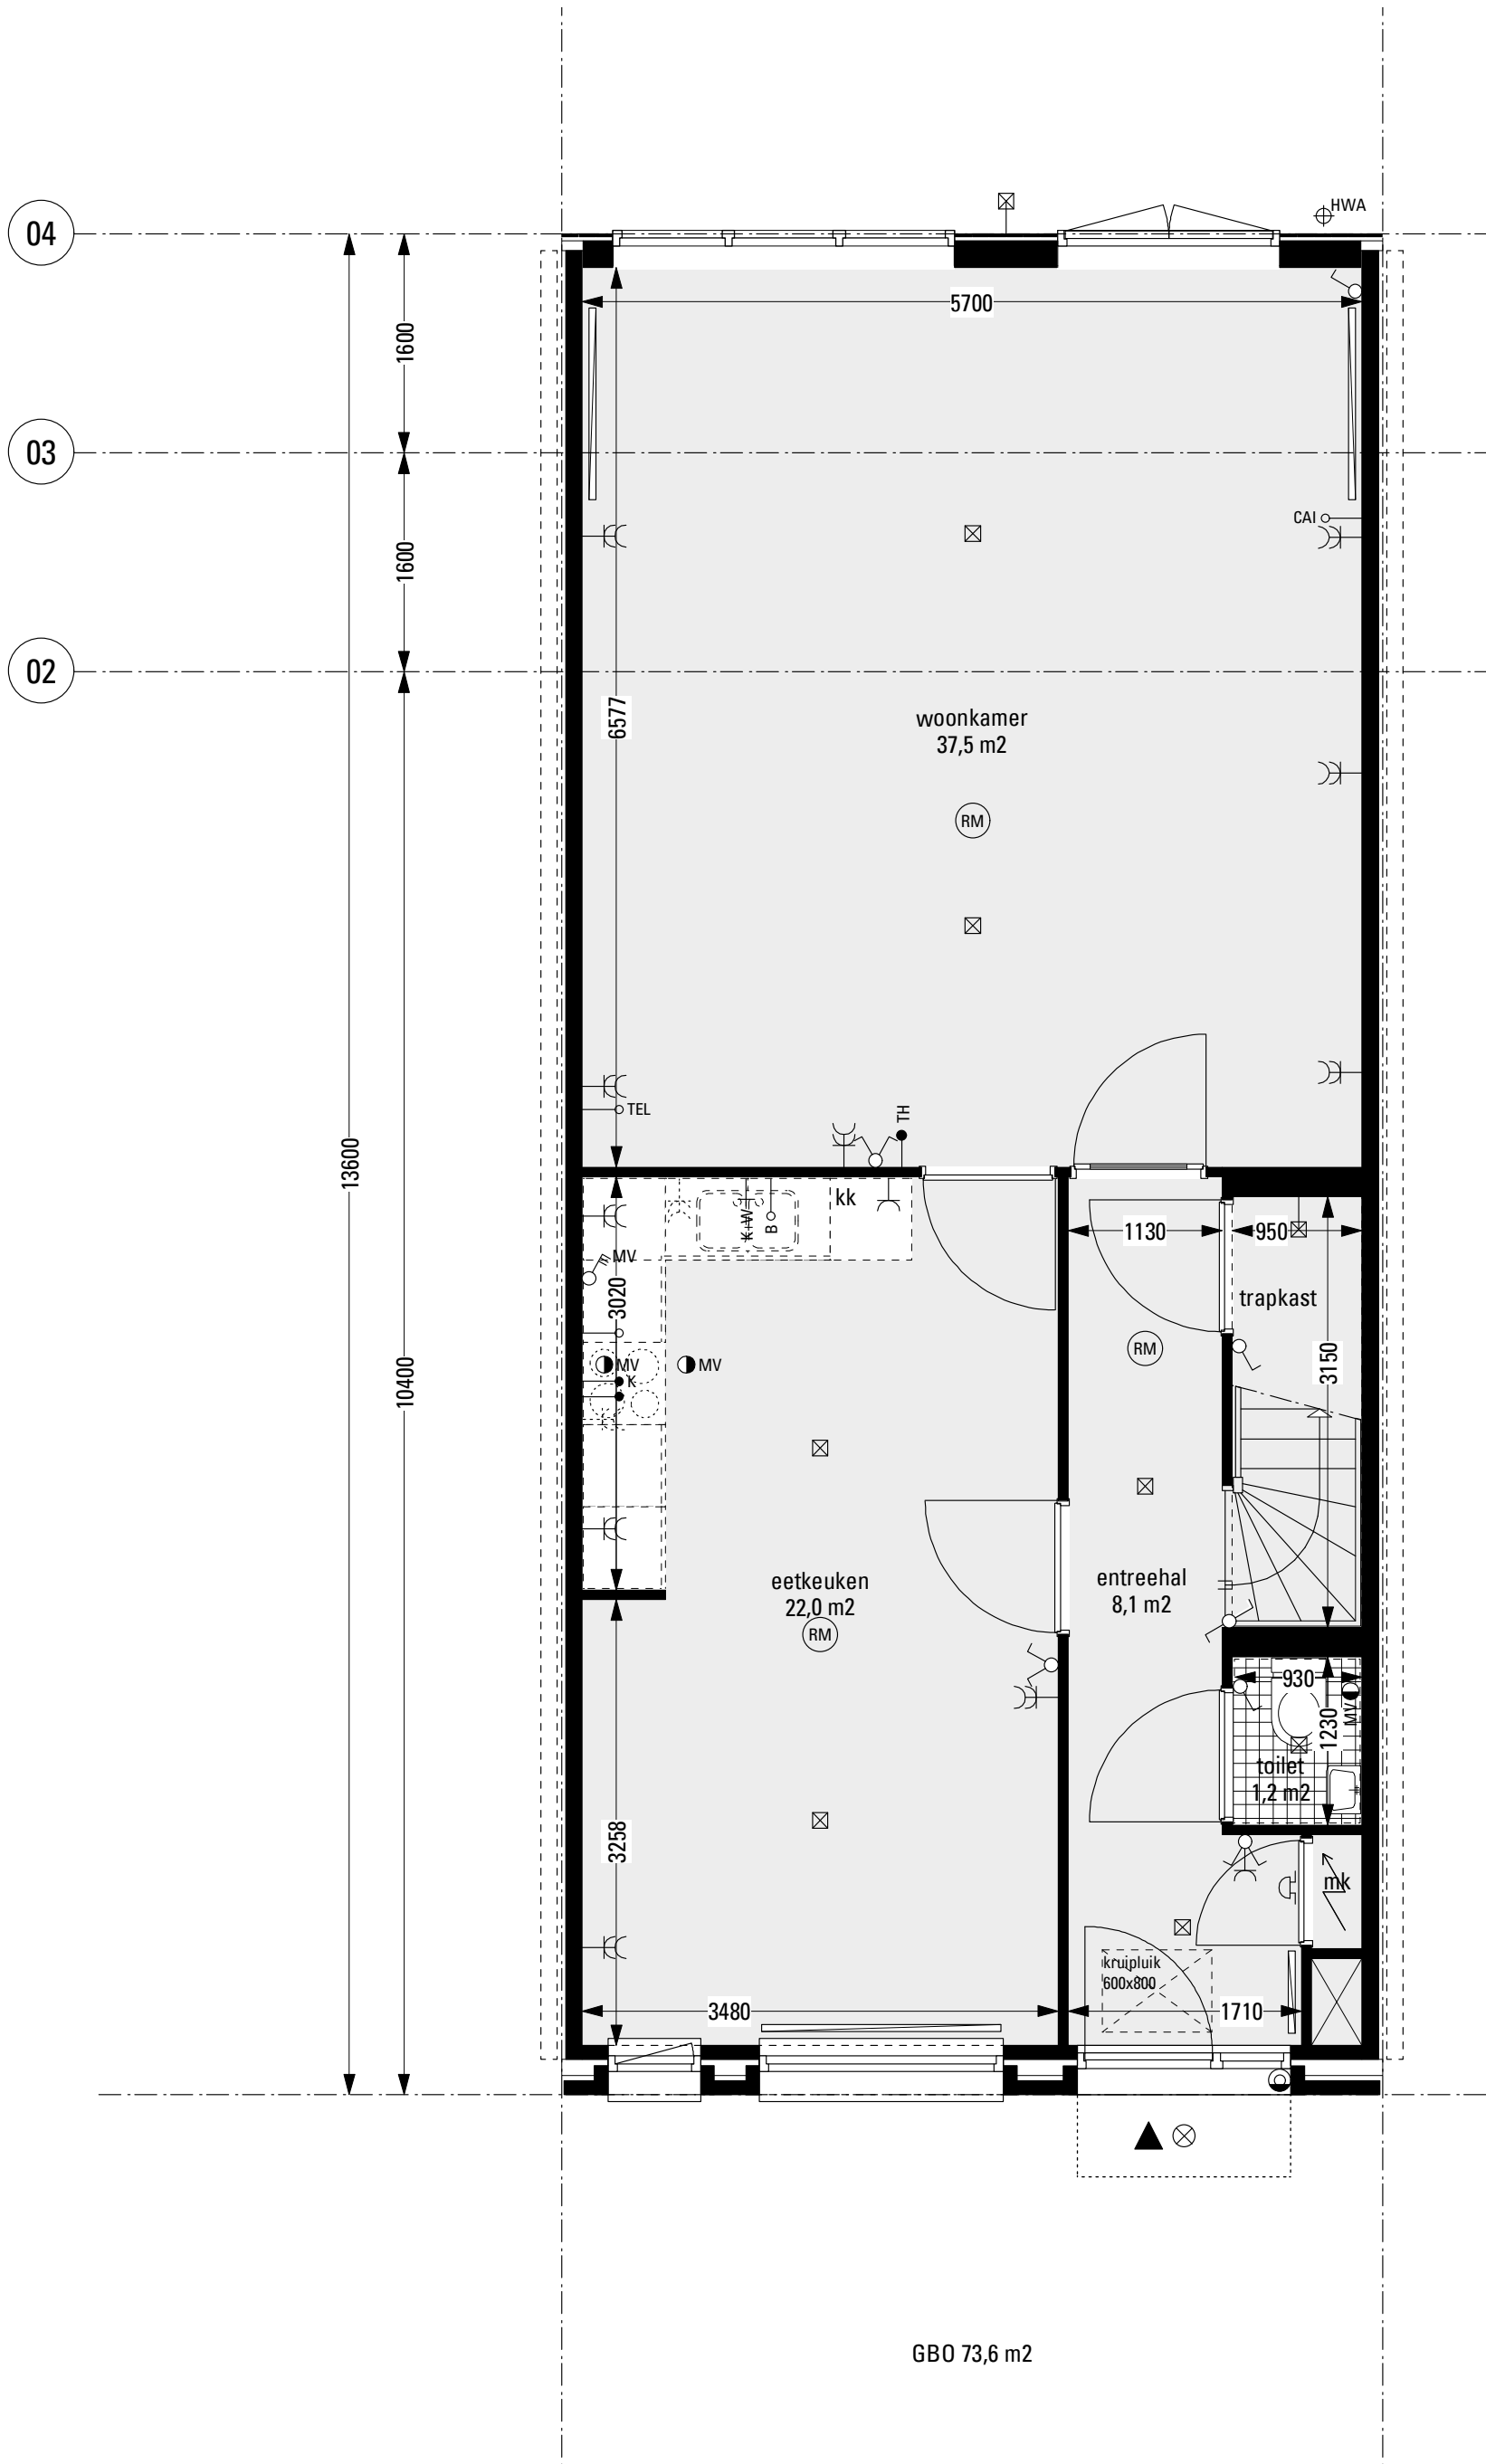 HWA
04
5700
1600
03
CAI
1600
02
6577
woonkamer
37,5 m2
RM
TEL
TH
13600
kk
K+W
B
1130
950
MV
3020
trapkast
RM
MV
MV
3150
K
10400
eetkeuken
22,0 m2
entreehal
8,1 m2
RM
930
MV
1230
toilet
1,2 m2
3258
mk
kruipluik
600x800
3480
1710
GBO 73,6 m2